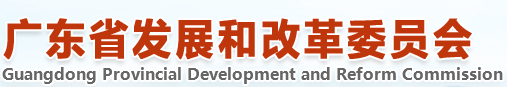 广东省发展和改革委员会
Guangdong Provincial Development and Reform Commission